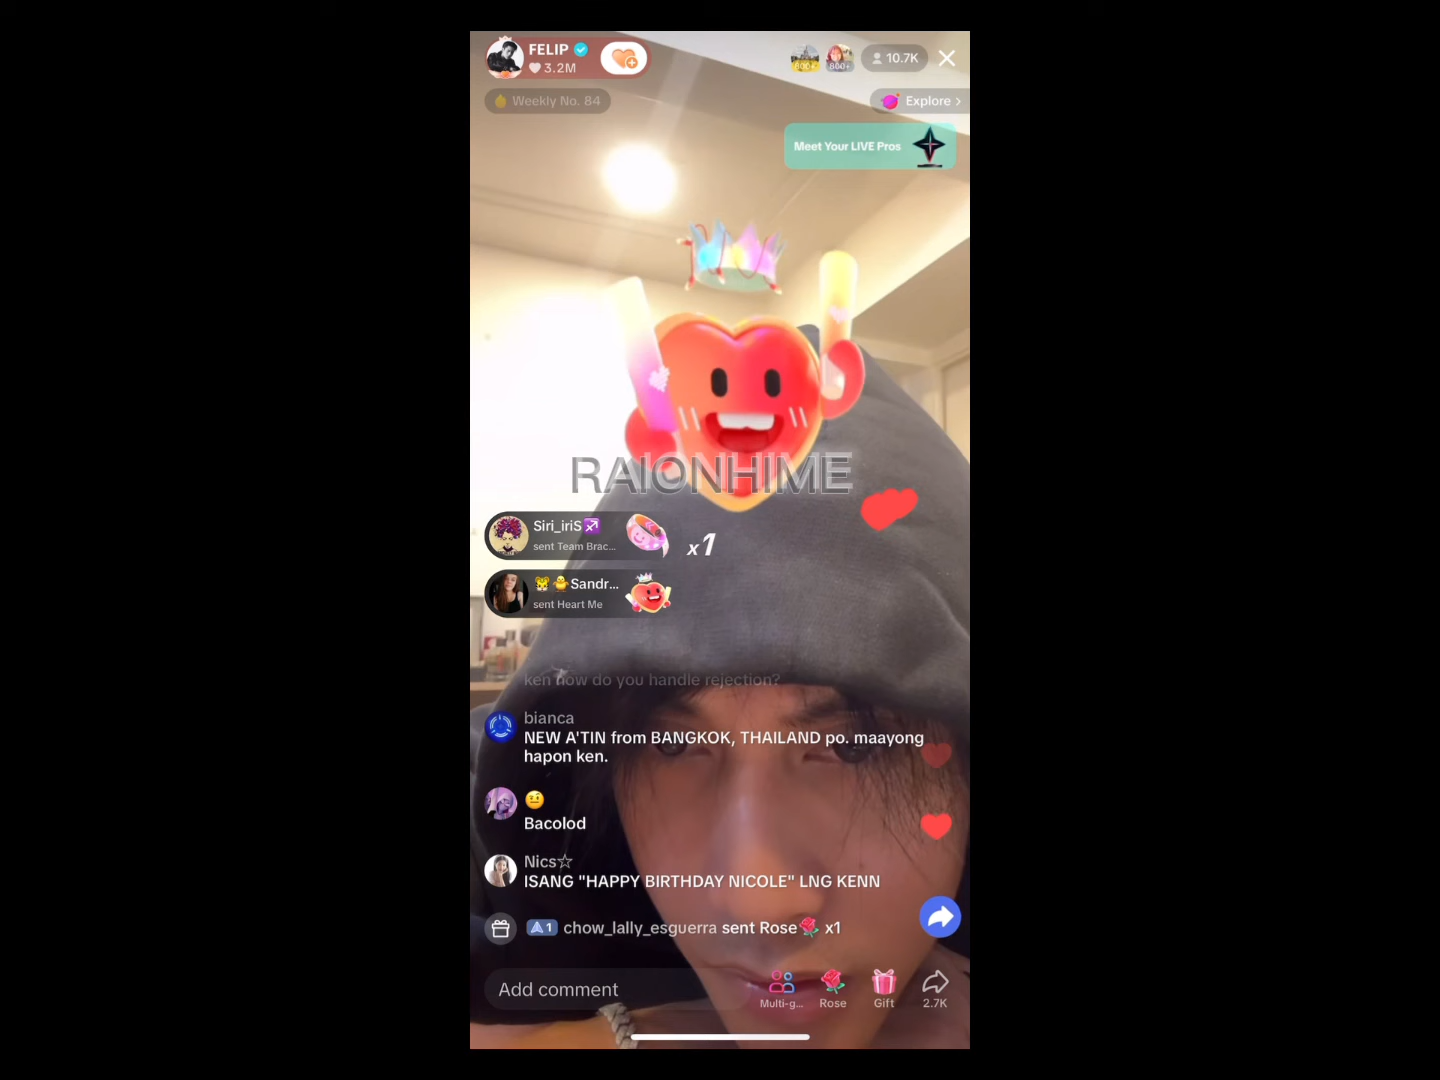 FELIP
3.2M
800+
800+
10.7K
Weekly No. 84
Explore >
Meet Your LIVE Pros
RAIONHIME
Siri_iriS
sent Team Brac...
x1
Sandr...
sent Heart Me
ken how do you handle rejection?
bianca
NEW A'TIN from BANGKOK, THAILAND po. maayong
hapon ken.
Bacolod
Nics☆
ISANG "HAPPY BIRTHDAY NICOLE" LNG KENN
1 chow_lally_esguerra sent Rose x1
Add comment
Multi-g...
Rose
Gift
2.7K